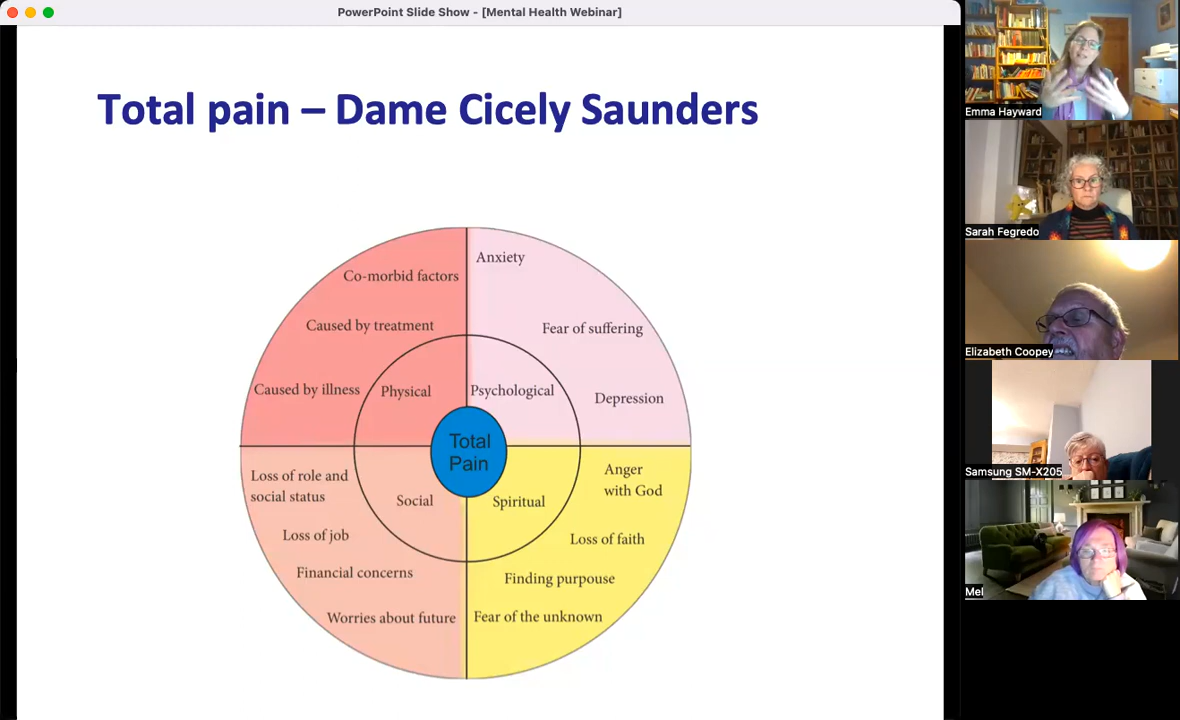 PowerPoint Slide Show - [Mental Health Webinar]
Total pain – Dame Cicely Saunders
Co-morbid factors
Caused by treatment
Caused by illness
Physical
Anxiety
Fear of suffering
Depression
Psychological
Total
Pain
Loss of role and
social status
Loss of job
Financial concerns
Worries about future
Social
Spiritual
Anger
with God
Loss of faith
Finding purpouse
Fear of the unknown
Emma Hayward
Sarah Fegredo
Elizabeth Coopey
Samsung SM-X205
Mel